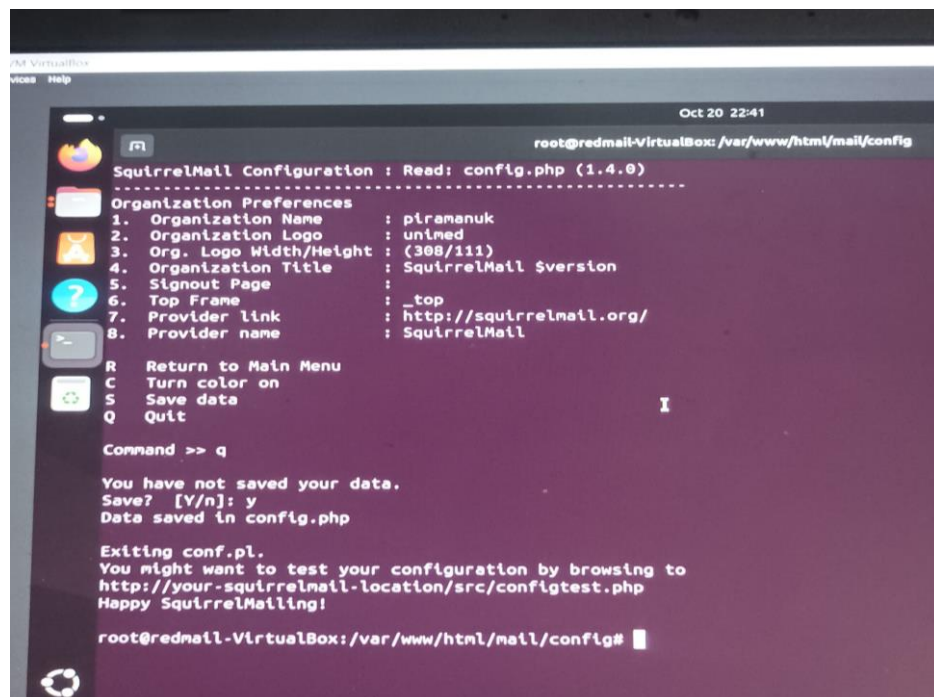 VM VirtualBox
vices Help
Oct 20 22:41
root@redmail-VirtualBox: /var/www/html/mail/config
SquirrelMail Configuration : Read: config.php (1.4.0)
---------------------------------------------------------
Organization Preferences
1. Organization Name : piramanuk
2. Organization Logo : unimed
3. Org. Logo Width/Height : (308/111)
4. Organization Title : SquirrelMail $version
5. Signout Page :
6. Top Frame : _top
7. Provider link : http://squirrelmail.org/
8. Provider name : SquirrelMail
R Return to Main Menu
C Turn color on
S Save data
Q Quit
Command >> q
You have not saved your data.
Save? [Y/n]: y
Data saved in config.php
Exiting conf.pl.
You might want to test your configuration by browsing to
http://your-squirrelmail-location/src/configtest.php
Happy SquirrelMailing!
root@redmail-VirtualBox:/var/www/html/mail/config#